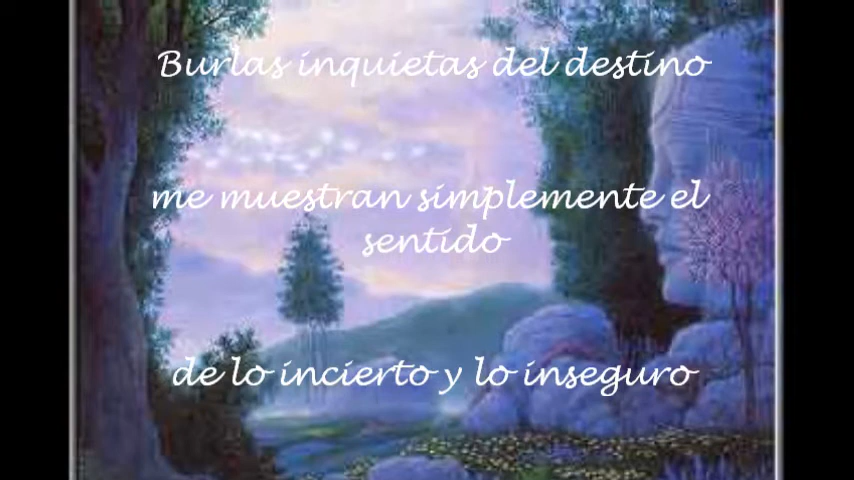 Burlas inquietas del destino
me muestran simplemente el
sentido
de lo incierto y lo inseguro